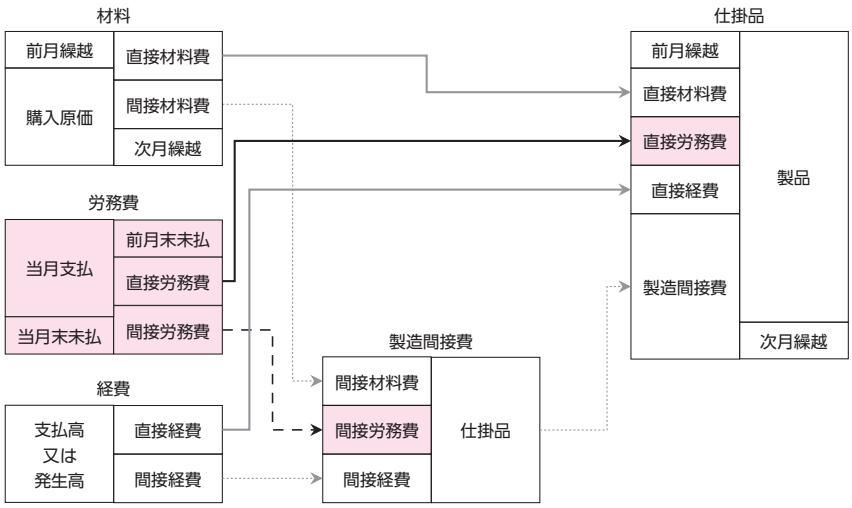 材料
前月繰越
直接材料費
購入原価
間接材料費
次月繰越
労務費
当月支払
前月末未払
直接労務費
当月末未払
間接労務費
経費
支払高
又は
発生高
直接経費
間接経費
製造間接費
間接材料費
間接労務費
間接経費
仕掛品
仕掛品
前月繰越
直接材料費
直接労務費
直接経費
製造間接費
製品
次月繰越